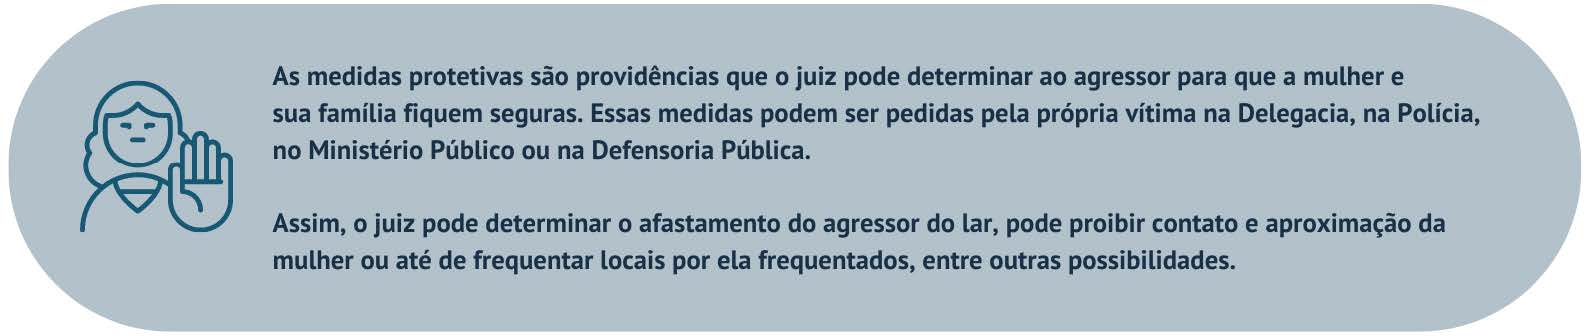 As medidas protetivas são providências que o juiz pode determinar ao agressor para que a mulher e
sua família fiquem seguras. Essas medidas podem ser pedidas pela própria vítima na Delegacia, na Polícia,
no Ministério Público ou na Defensoria Pública.
Assim, o juiz pode determinar o afastamento do agressor do lar, pode proibir contato e aproximação da
mulher ou até de frequentar locais por ela frequentados, entre outras possibilidades.